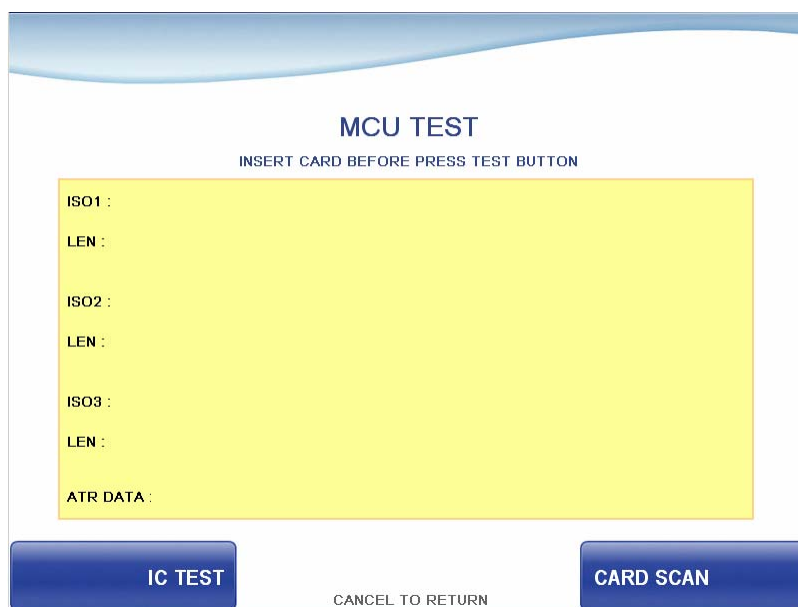 MCU TEST
INSERT CARD BEFORE PRESS TEST BUTTON
ISO1 :
LEN :
ISO2 :
LEN :
ISO3 :
LEN :
ATR DATA :
IC TEST
CARD SCAN
CANCEL TO RETURN